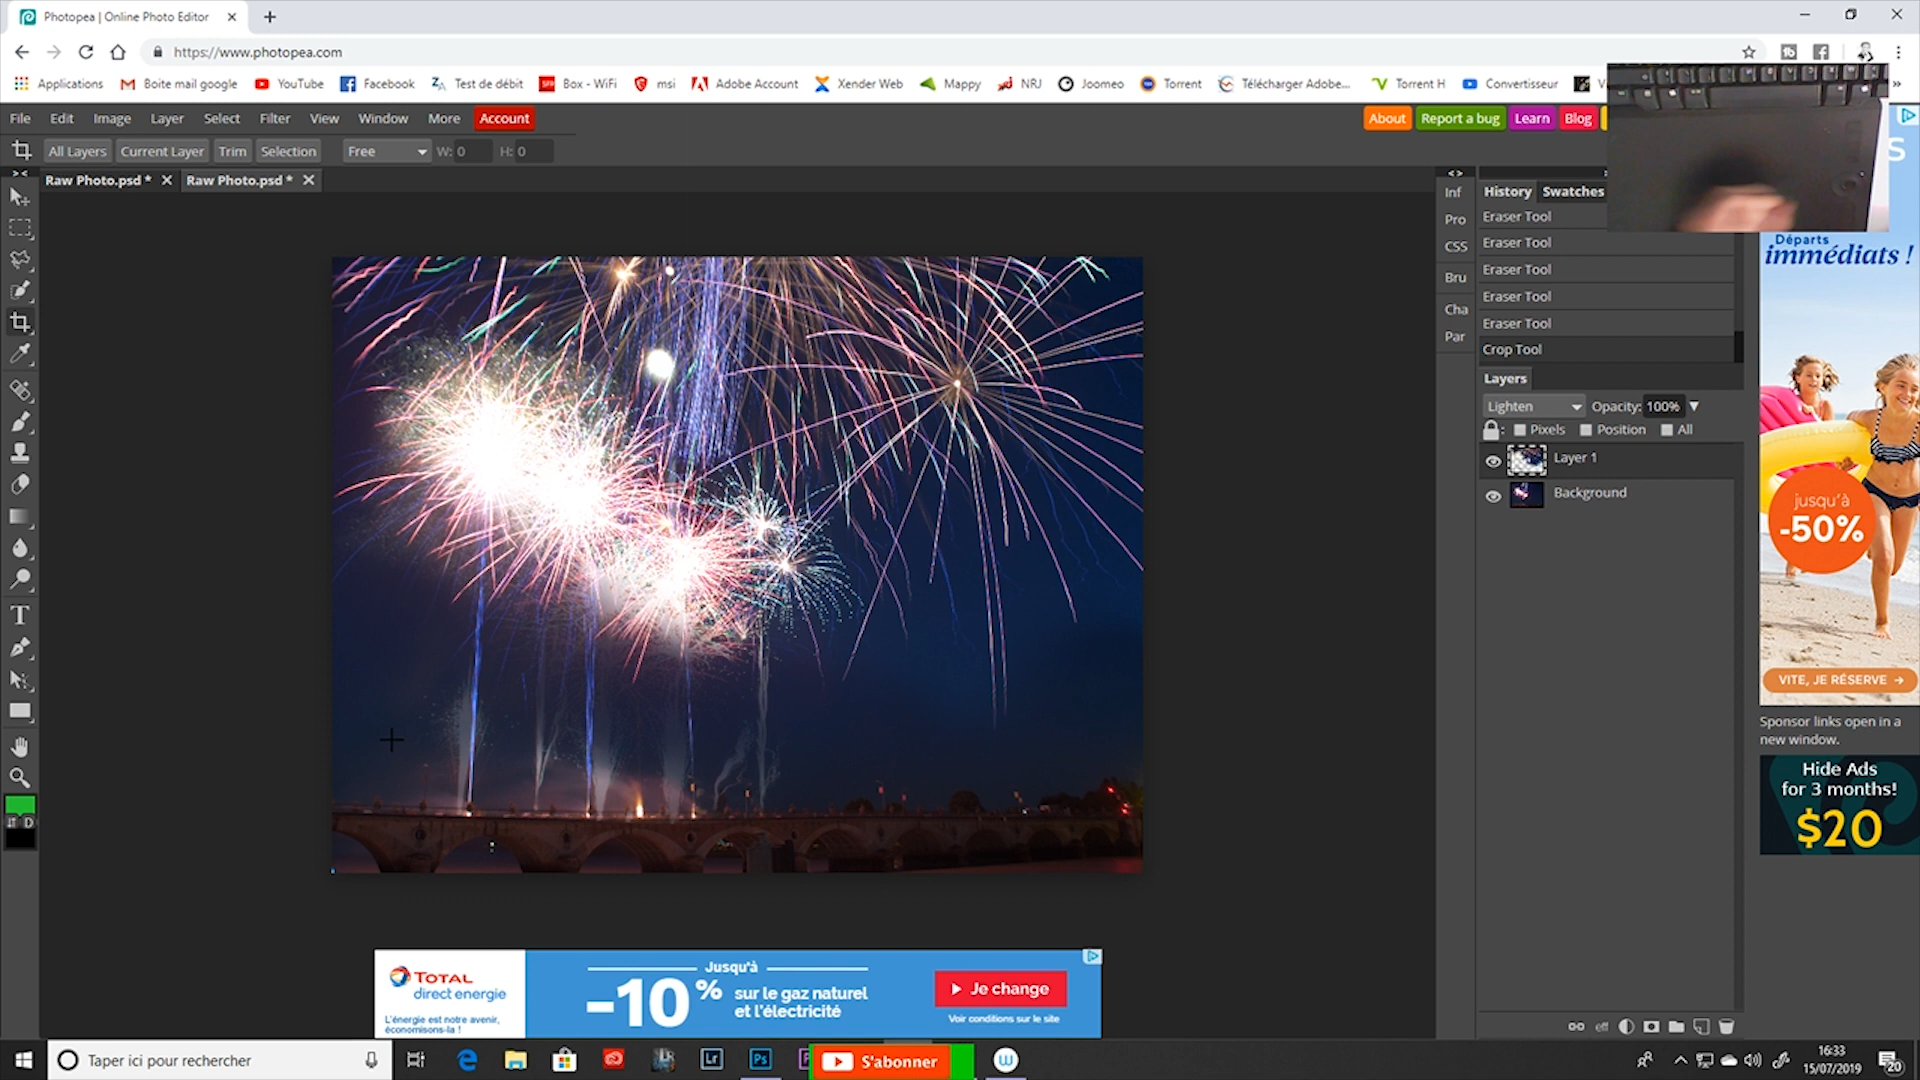 Photopea | Online Photo Editor
https://www.photopea.com
Applications Boite mail google YouTube Facebook Test de débit Box - WiFi msi Adobe Account Xender Web Mappy NRJ Joomeo Torrent Télécharger Adobe... Torrent H Convertisseur
File Edit Image Layer Select Filter View Window More Account About Report a bug Learn Blog
All Layers Current Layer Trim Selection Free W: 0 H: 0
Raw Photo.psd * Raw Photo.psd *
Inf
Pro
CSS
Bru
Cha
Par
History Swatches
Eraser Tool
Eraser Tool
Eraser Tool
Eraser Tool
Eraser Tool
Crop Tool
Layers
Lighten Opacity: 100%
Pixels Position All
Layer 1
Background
Départs
immédiats !
jusqu'à
-50%
VITE, JE RÉSERVE
Sponsor links open in a
new window.
Hide Ads
for 3 months!
$20
TOTAL
direct energie
L'énergie est notre avenir,
économisons-la !
Jusqu'à
-10%
sur le gaz naturel
et l'électricité
Je change
Voir conditions sur le site
Taper ici pour rechercher
Lr
Ps
S'abonner
16:33
15/07/2019
20